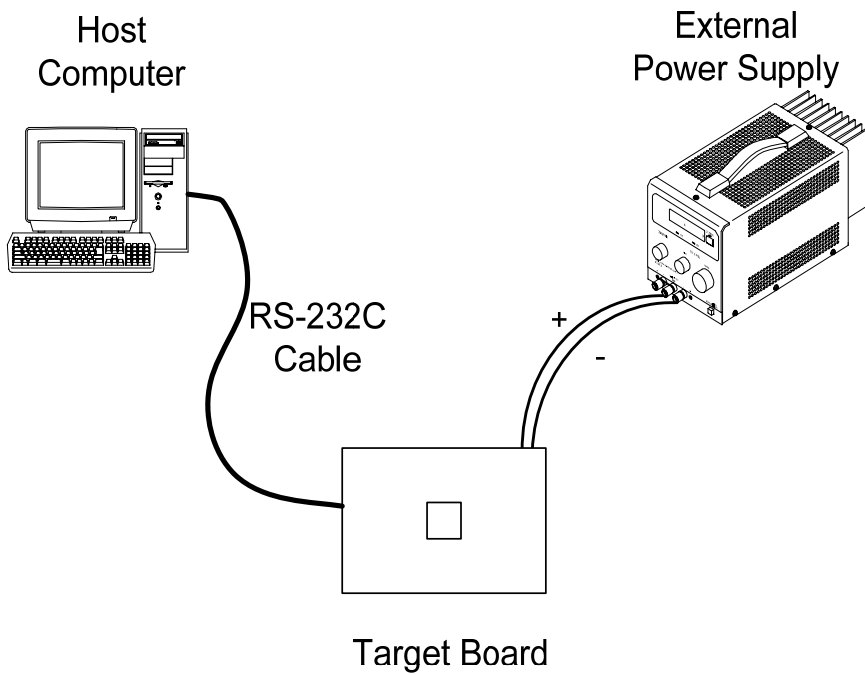 Host
Computer
External
Power Supply
RS-232C
Cable
+
-
Target Board